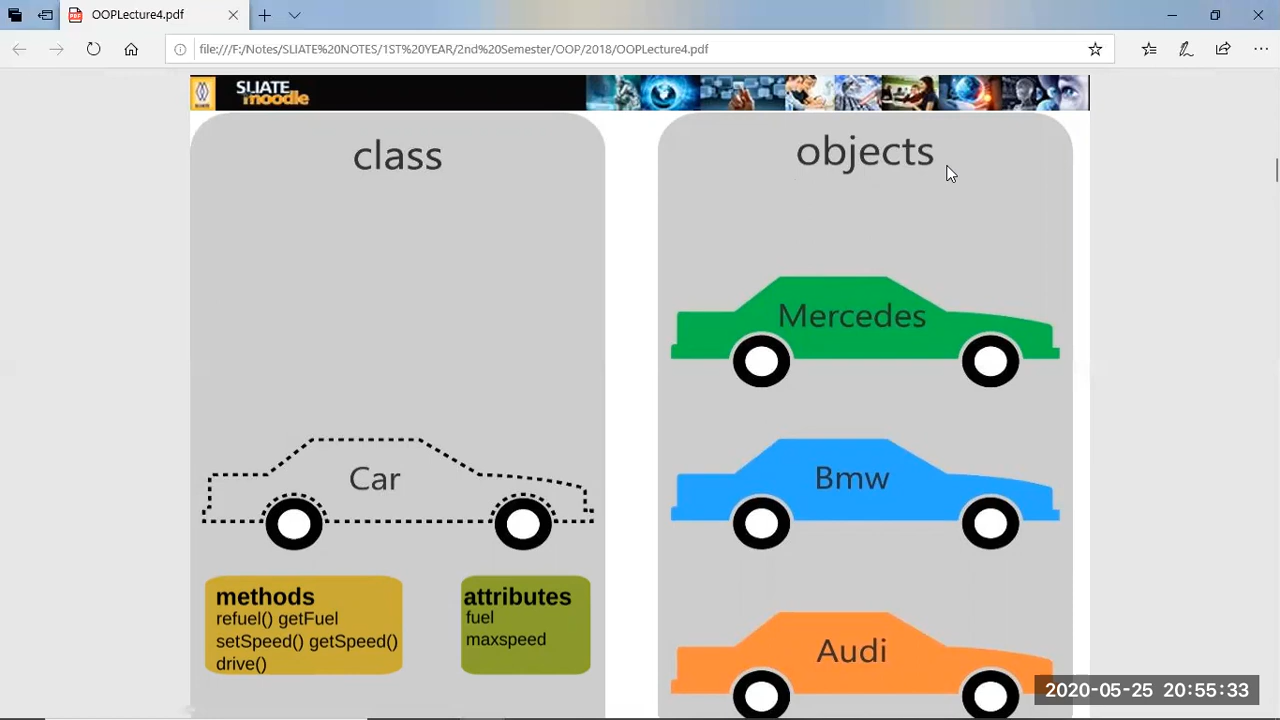 OOPLecture4.pdf
file:///F:/Notes/SLIATE%20NOTES/1ST%20YEAR/2nd%20Semester/OOP/2018/OOPLecture4.pdf
SLIATE
moodle
class
objects
Mercedes
Car
Bmw
methods
refuel() getFuel
setSpeed() getSpeed()
drive()
attributes
fuel
maxspeed
Audi
2020-05-25 20:55:33